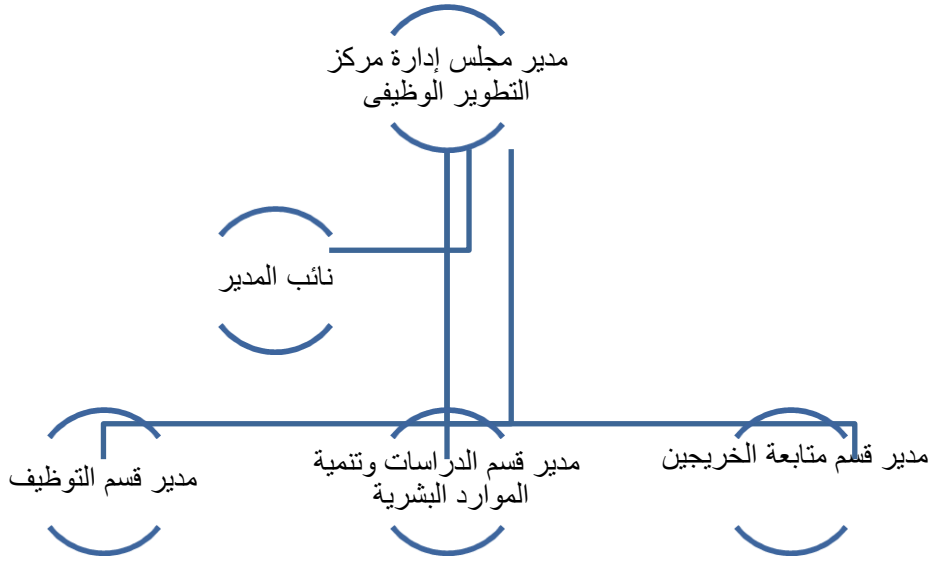 مدير مجلس إدارة مركز
التطوير الوظيفى
نائب المدير
مدير قسم متابعة الخريجين
مدير قسم الدراسات وتنمية
الموارد البشرية
مدير قسم التوظيف